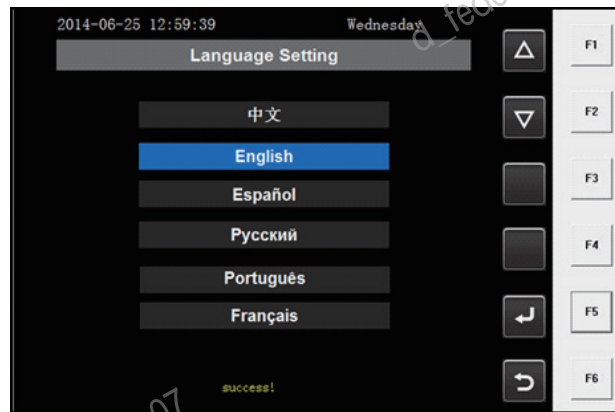 2014-06-25 12:59:39 Wednesday
Language Setting
F1
中文
F2
English
Español
F3
Русский
F4
Português
Français
F5
success!
F6
07